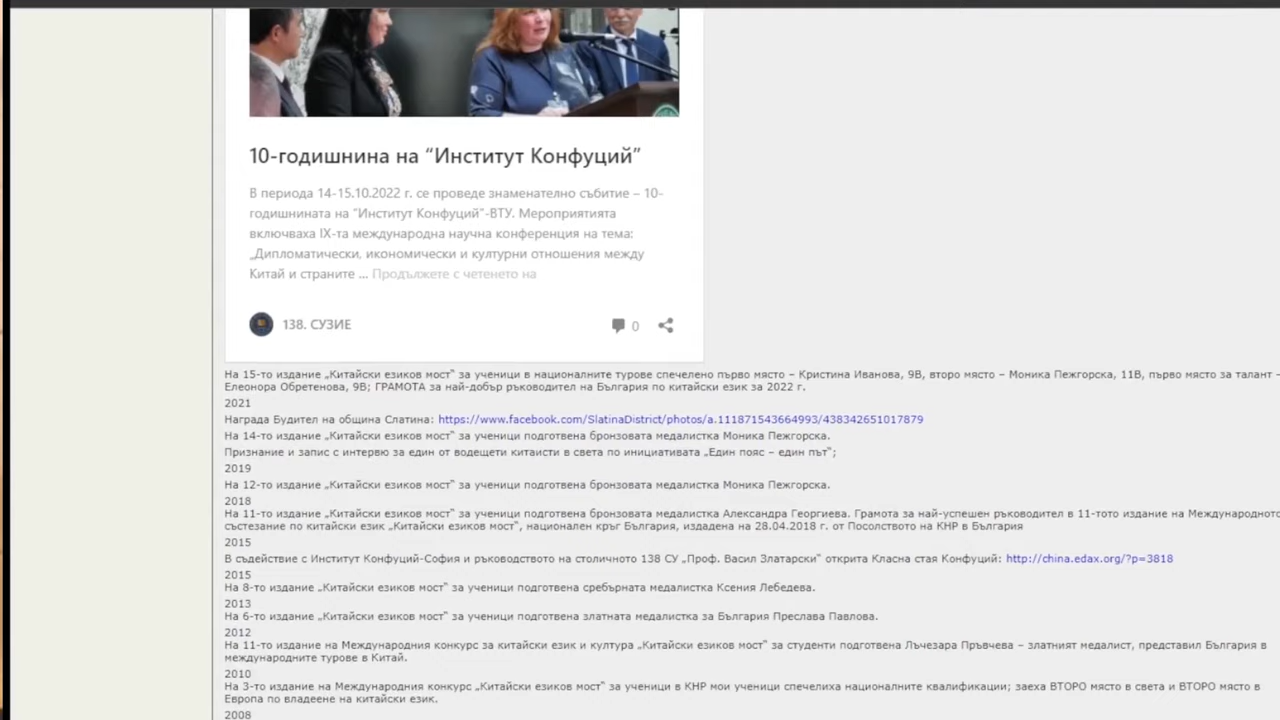 10-годишнина на “Институт Конфуций”
В периода 14-15.10.2022 г. се проведе знаменателно събитие – 10-
годишнината на “Институт Конфуций”-ВТУ. Мероприятията
включваха IX-та международна научна конференция на тема:
„Дипломатически, икономически и културни отношения между
Китай и страните ... Продължете с четенето на
138. СУЗИЕ
0
На 15-то издание „Китайски езиков мост“ за ученици в националните турове спечелено първо място – Кристина Иванова, 9В, второ място – Моника Пежгорска, 11В, първо място за талант –
Елеонора Обретенова, 9В; ГРАМОТА за най-добър ръководител на България по китайски език за 2022 г.
2021
Награда Будител на община Слатина: https://www.facebook.com/SlatinaDistrict/photos/a.111871543664993/438342651017879
На 14-то издание „Китайски езиков мост“ за ученици подготвена бронзовата медалистка Моника Пежгорска.
Признание и запис с интервю за един от водещети китаисти в света по инициативата „Един пояс – един път“;
2019
На 12-то издание „Китайски езиков мост“ за ученици подготвена бронзовата медалистка Моника Пежгорска.
2018
На 11-то издание „Китайски езиков мост“ за ученици подготвена бронзовата медалистка Александра Георгиева. Грамота за най-успешен ръководител в 11-тото издание на Международното
състезание по китайски език „Китайски езиков мост“, национален кръг България, издадена на 28.04.2018 г. от Посолството на КНР в България
2015
В съдействие с Институт Конфуций-София и ръководството на столичното 138 СУ „Проф. Васил Златарски“ открита Класна стая Конфуций: http://china.edax.org/?p=3818
2015
На 8-то издание „Китайски езиков мост“ за ученици подготвена сребърната медалистка Ксения Лебедева.
2013
На 6-то издание „Китайски езиков мост“ за ученици подготвена златната медалистка за България Преслава Павлова.
2012
На 11-то издание на Международния конкурс за китайски език и култура „Китайски езиков мост“ за студенти подготвена Лъчезара Пръвчева – златният медалист, представил България в
международните турове в Китай.
2010
На 3-то издание на Международния конкурс „Китайски езиков мост“ за ученици в КНР мои ученици спечелиха националните квалификации; заеха ВТОРО място в света и ВТОРО място в
Европа по владеене на китайски език.
2008